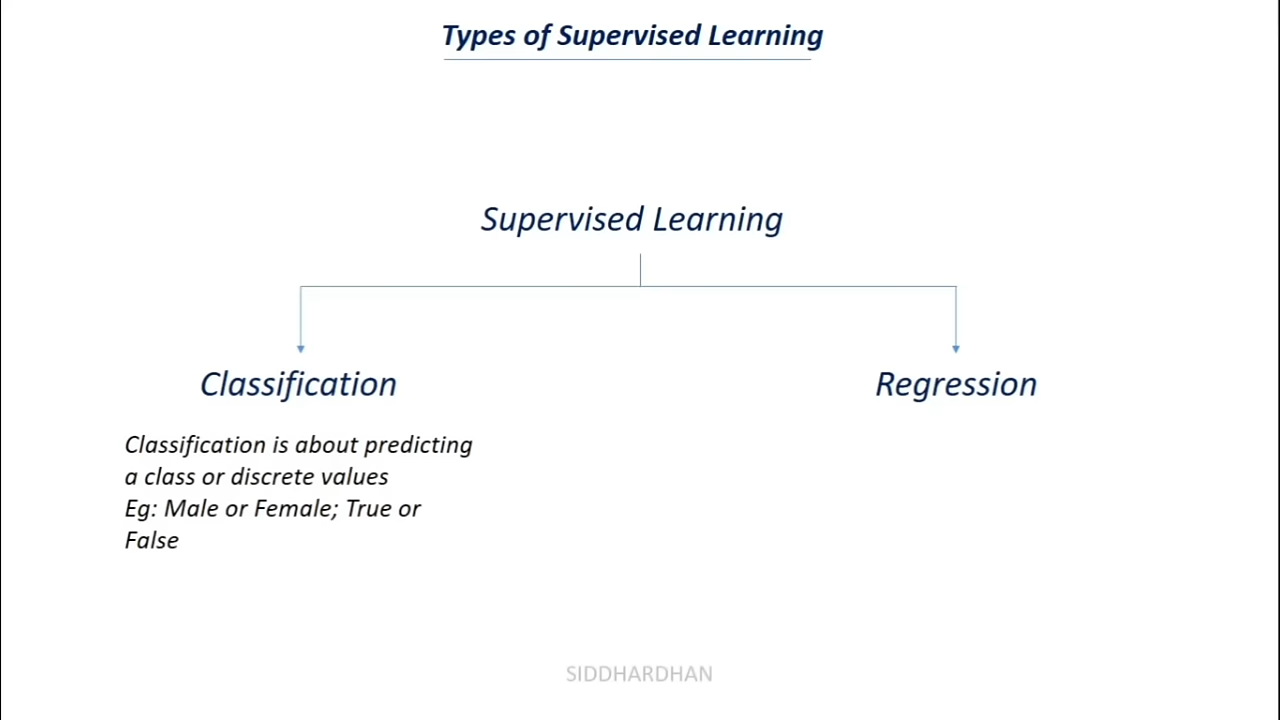 Types of Supervised Learning
Supervised Learning
Classification
Classification is about predicting
a class or discrete values
Eg: Male or Female; True or
False
Regression
SIDDHARDHAN